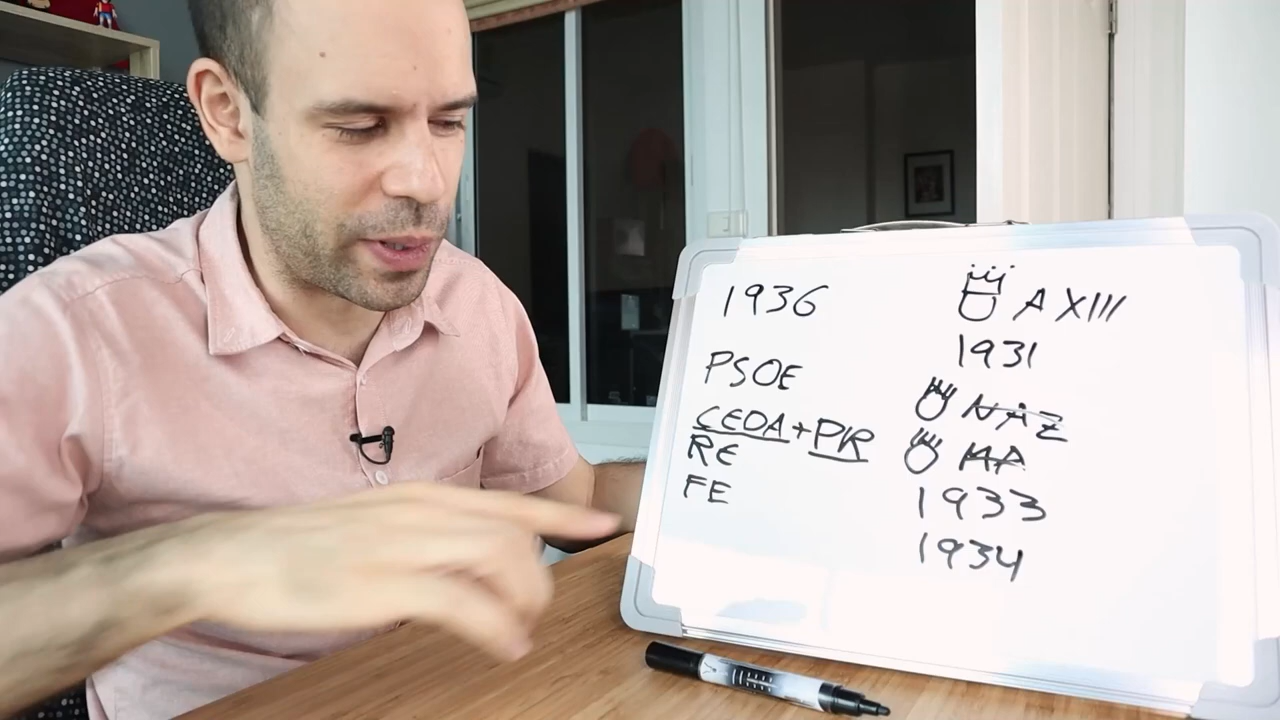 1936
PSOE
CEDA+PR
RE
FE
A XIII
1931
NAZ
MA
1933
1934